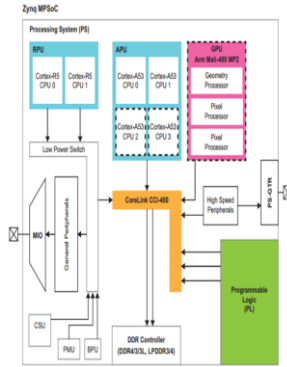 Zynq MPSoC
Processing System (PS)
RPU
Cortex-R5
CPU 0
Cortex-R5
CPU 1
APU
Cortex-A53
CPU 0
Cortex-A53
CPU 1
Cortex-A53
CPU 2
Cortex-A53
CPU 3
GPU
Arm Mali-400 MP2
Geometry
Processor
Pixel
Processor
Pixel
Processor
Low Power Switch
MIO
General Peripherals
CoreLink CCI-400
High Speed
Peripherals
PS-GTR
CSU
PMU
BPU
DDR Controller
(DDR4/3/3L, LPDDR3/4)
Programmable
Logic
(PL)